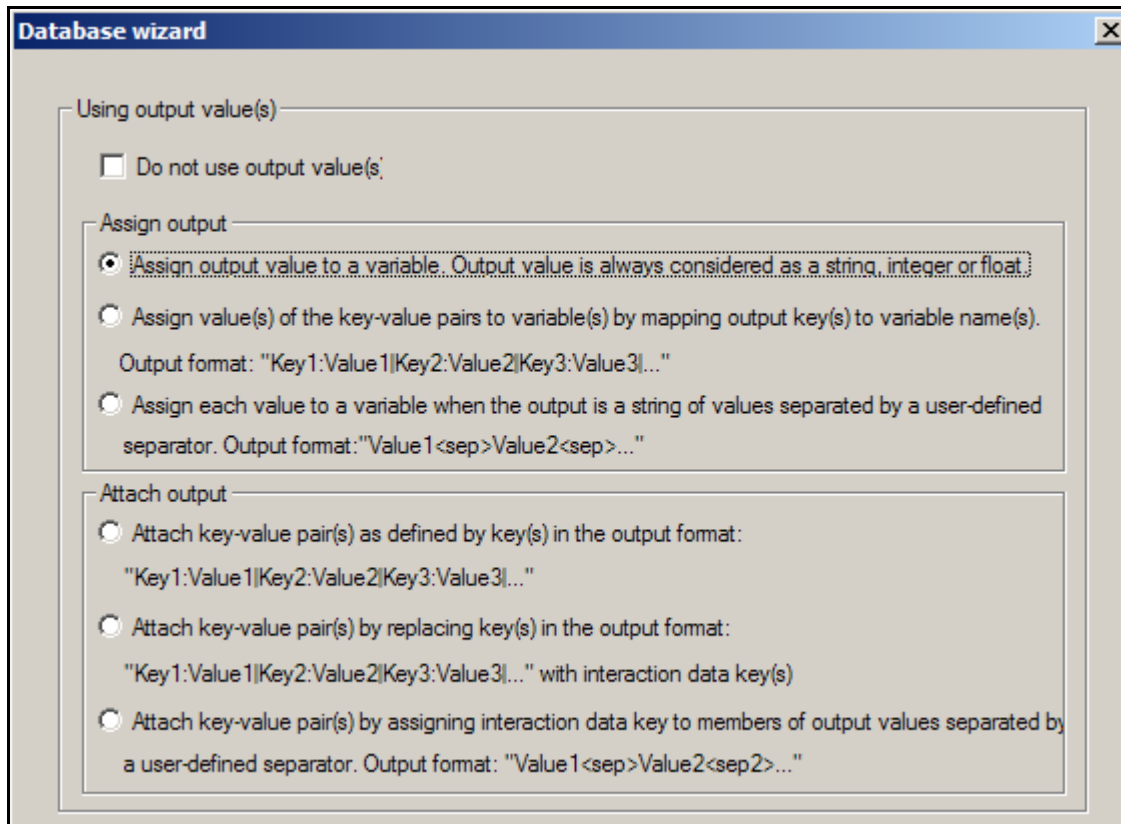 Database wizard
Using output value(s)
Do not use output value(s)
Assign output
Assign output value to a variable. Output value is always considered as a string, integer or float.
Assign value(s) of the key-value pairs to variable(s) by mapping output key(s) to variable name(s).
Output format: "Key1:Value1|Key2:Value2|Key3:Value3|..."
Assign each value to a variable when the output is a string of values separated by a user-defined
separator. Output format:"Value1<sep>Value2<sep>..."
Attach output
Attach key-value pair(s) as defined by key(s) in the output format:
"Key1:Value1|Key2:Value2|Key3:Value3|..."
Attach key-value pair(s) by replacing key(s) in the output format:
"Key1:Value1|Key2:Value2|Key3:Value3|..." with interaction data key(s)
Attach key-value pair(s) by assigning interaction data key to members of output values separated by
a user-defined separator. Output format: "Value1<sep>Value2<sep2>..."